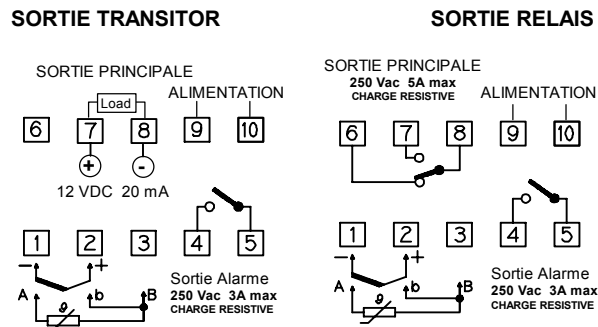 SORTIE TRANSITOR
SORTIE PRINCIPALE
Load
ALIMENTATION
6 7 8 9 10
+ -
12 VDC 20 mA
1 2 3 4 5
- +
A b B
ϑ
Sortie Alarme
250 Vac 3A max
CHARGE RESISTIVE
SORTIE RELAIS
SORTIE PRINCIPALE
250 Vac 5A max
CHARGE RESISTIVE
ALIMENTATION
6 7 8 9 10
1 2 3 4 5
- +
A b B
ϑ
Sortie Alarme
250 Vac 3A max
CHARGE RESISTIVE